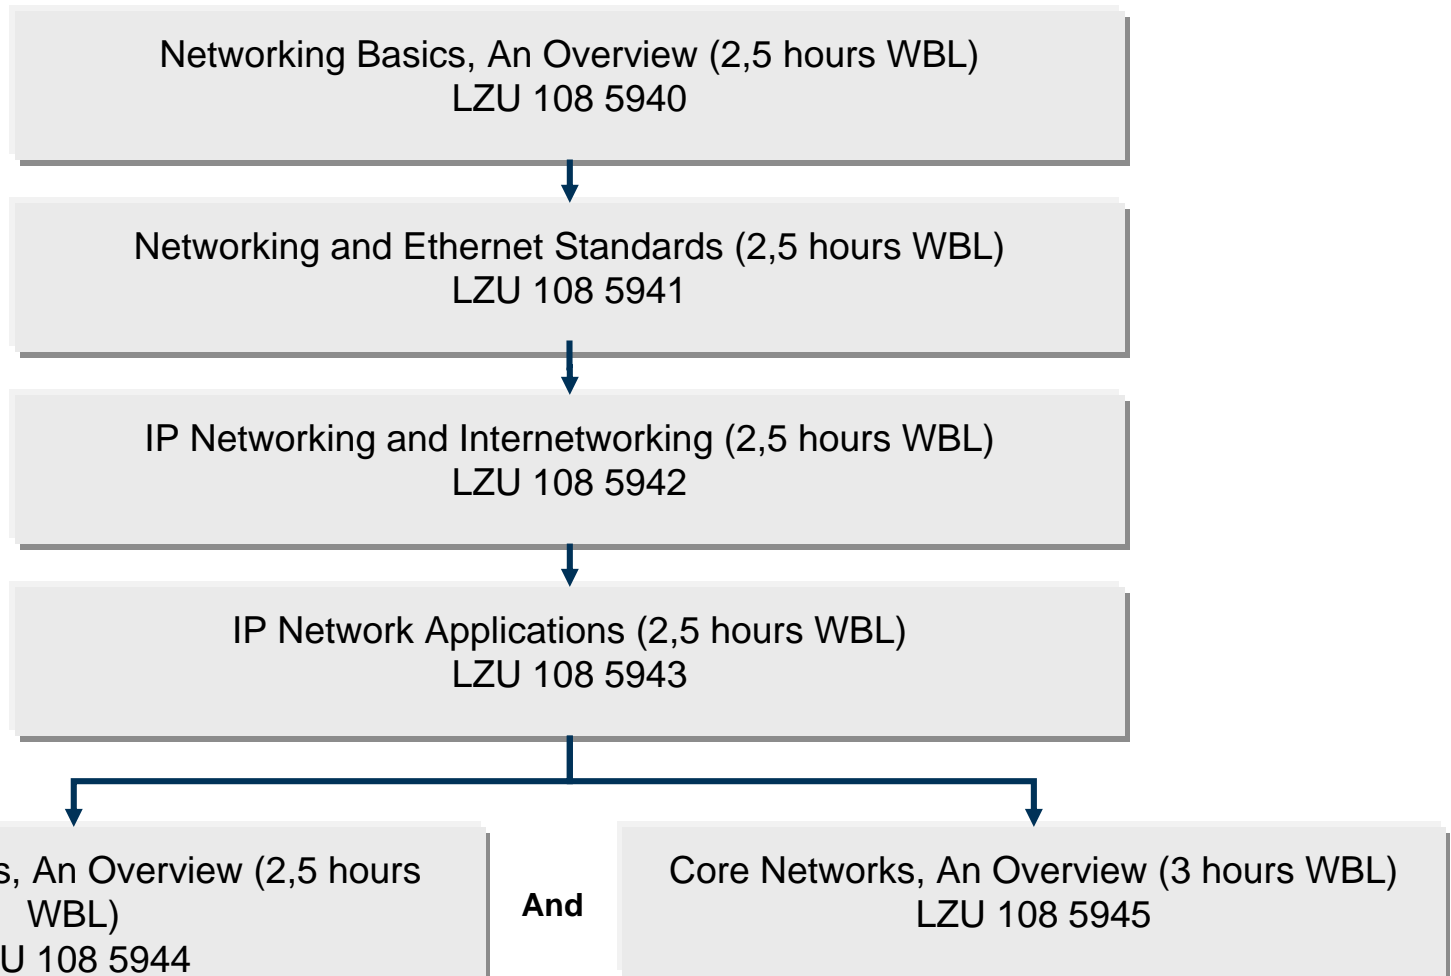 Networking Basics, An Overview (2,5 hours WBL)
LZU 108 5940
Networking and Ethernet Standards (2,5 hours WBL)
LZU 108 5941
IP Networking and Internetworking (2,5 hours WBL)
LZU 108 5942
IP Network Applications (2,5 hours WBL)
LZU 108 5943
An Overview (2,5 hours
WBL)
108 5944
And
Core Networks, An Overview (3 hours WBL)
LZU 108 5945